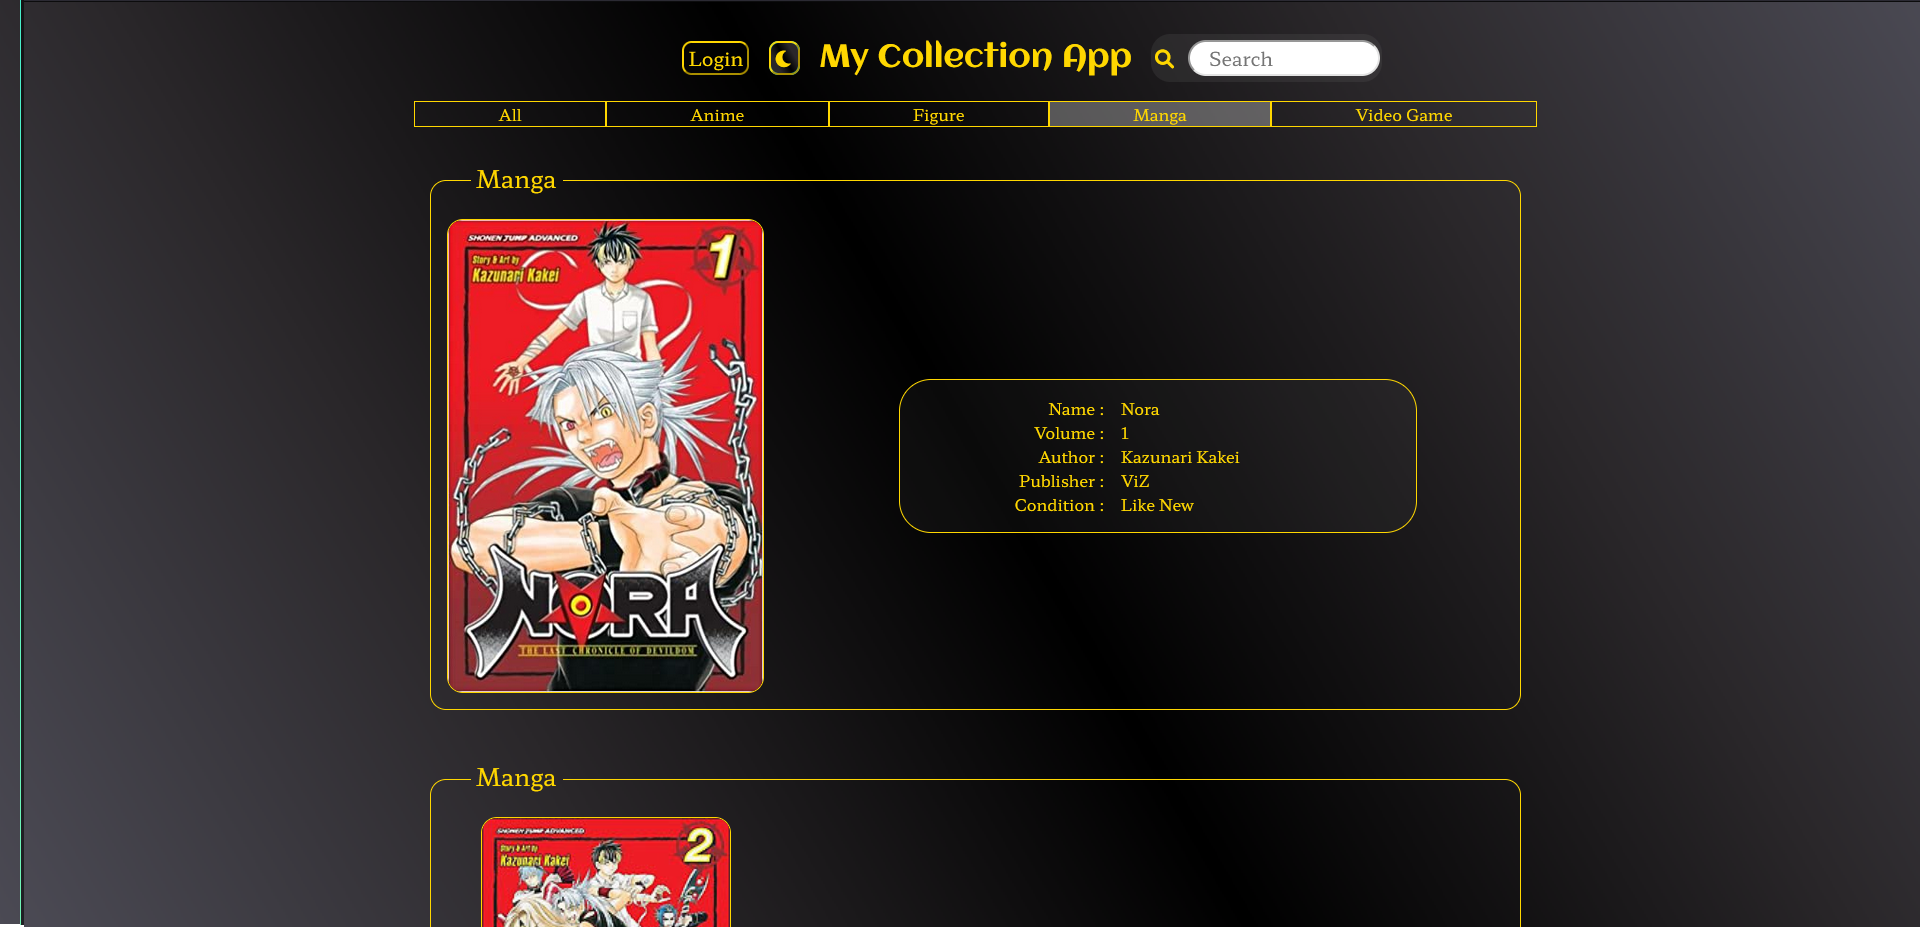 Login
My Collection App
Search
All
Anime
Figure
Manga
Video Game
Manga
SHONEN JUMP ADVANCED
Story & Art by
Kazunari Kakei
1
NORA
THE LAST CHRONICLE OF DEVILDOM
Name : Nora
Volume : 1
Author : Kazunari Kakei
Publisher : ViZ
Condition : Like New
Manga
SHONEN JUMP ADVANCED
Story & Art by
Kazunari Kakei
2